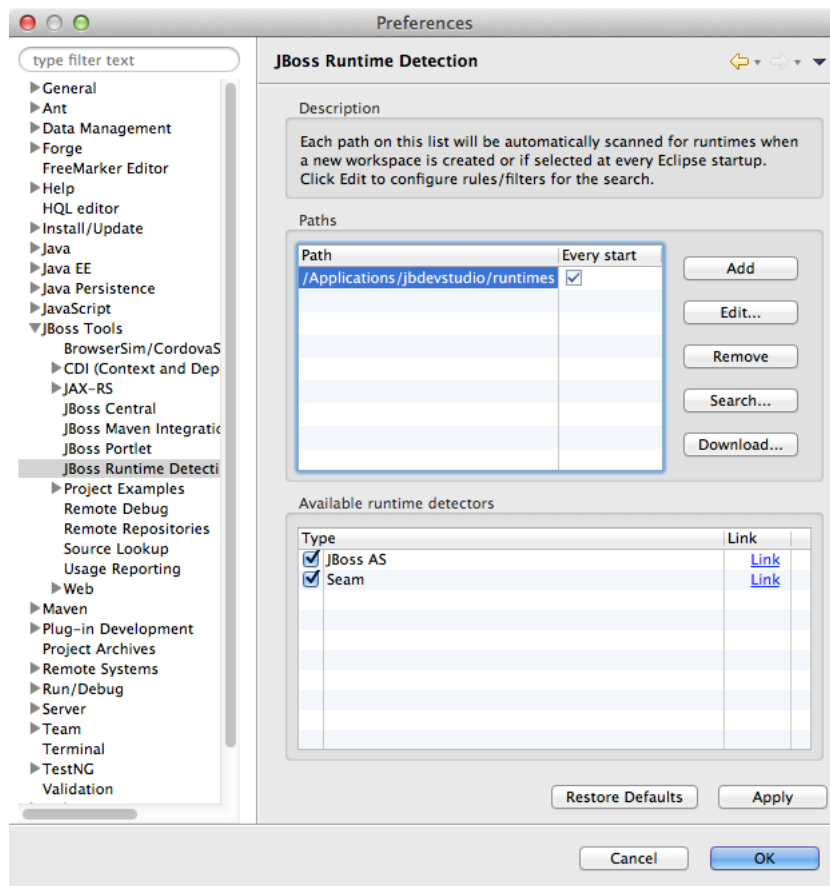 Preferences
type filter text
General
Ant
Data Management
Forge
FreeMarker Editor
Help
HQL editor
Install/Update
Java
Java EE
Java Persistence
JavaScript
JBoss Tools
BrowserSim/CordovaS
CDI (Context and Dep
JAX-RS
JBoss Central
JBoss Maven Integratic
JBoss Portlet
JBoss Runtime Detecti
Project Examples
Remote Debug
Remote Repositories
Source Lookup
Usage Reporting
Web
Maven
Plug-in Development
Project Archives
Remote Systems
Run/Debug
Server
Team
Terminal
TestNG
Validation
JBoss Runtime Detection
Description
Each path on this list will be automatically scanned for runtimes when
a new workspace is created or if selected at every Eclipse startup.
Click Edit to configure rules/filters for the search.
Paths
Path Every start
/Applications/jbdevstudio/runtimes
Add
Edit...
Remove
Search...
Download...
Available runtime detectors
Type Link
JBoss AS Link
Seam Link
Restore Defaults Apply
Cancel OK